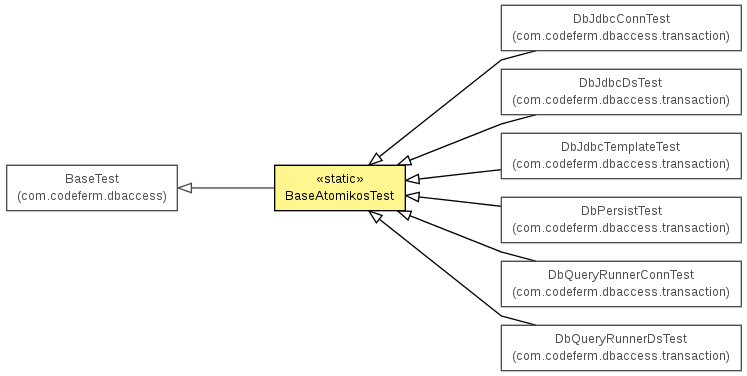 BaseTest
(com.codeferm.dbaccess)
«static»
BaseAtomikosTest
DbJdbcConnTest
(com.codeferm.dbaccess.transaction)
DbJdbcDsTest
(com.codeferm.dbaccess.transaction)
DbJdbcTemplateTest
(com.codeferm.dbaccess.transaction)
DbPersistTest
(com.codeferm.dbaccess.transaction)
DbQueryRunnerConnTest
(com.codeferm.dbaccess.transaction)
DbQueryRunnerDsTest
(com.codeferm.dbaccess.transaction)